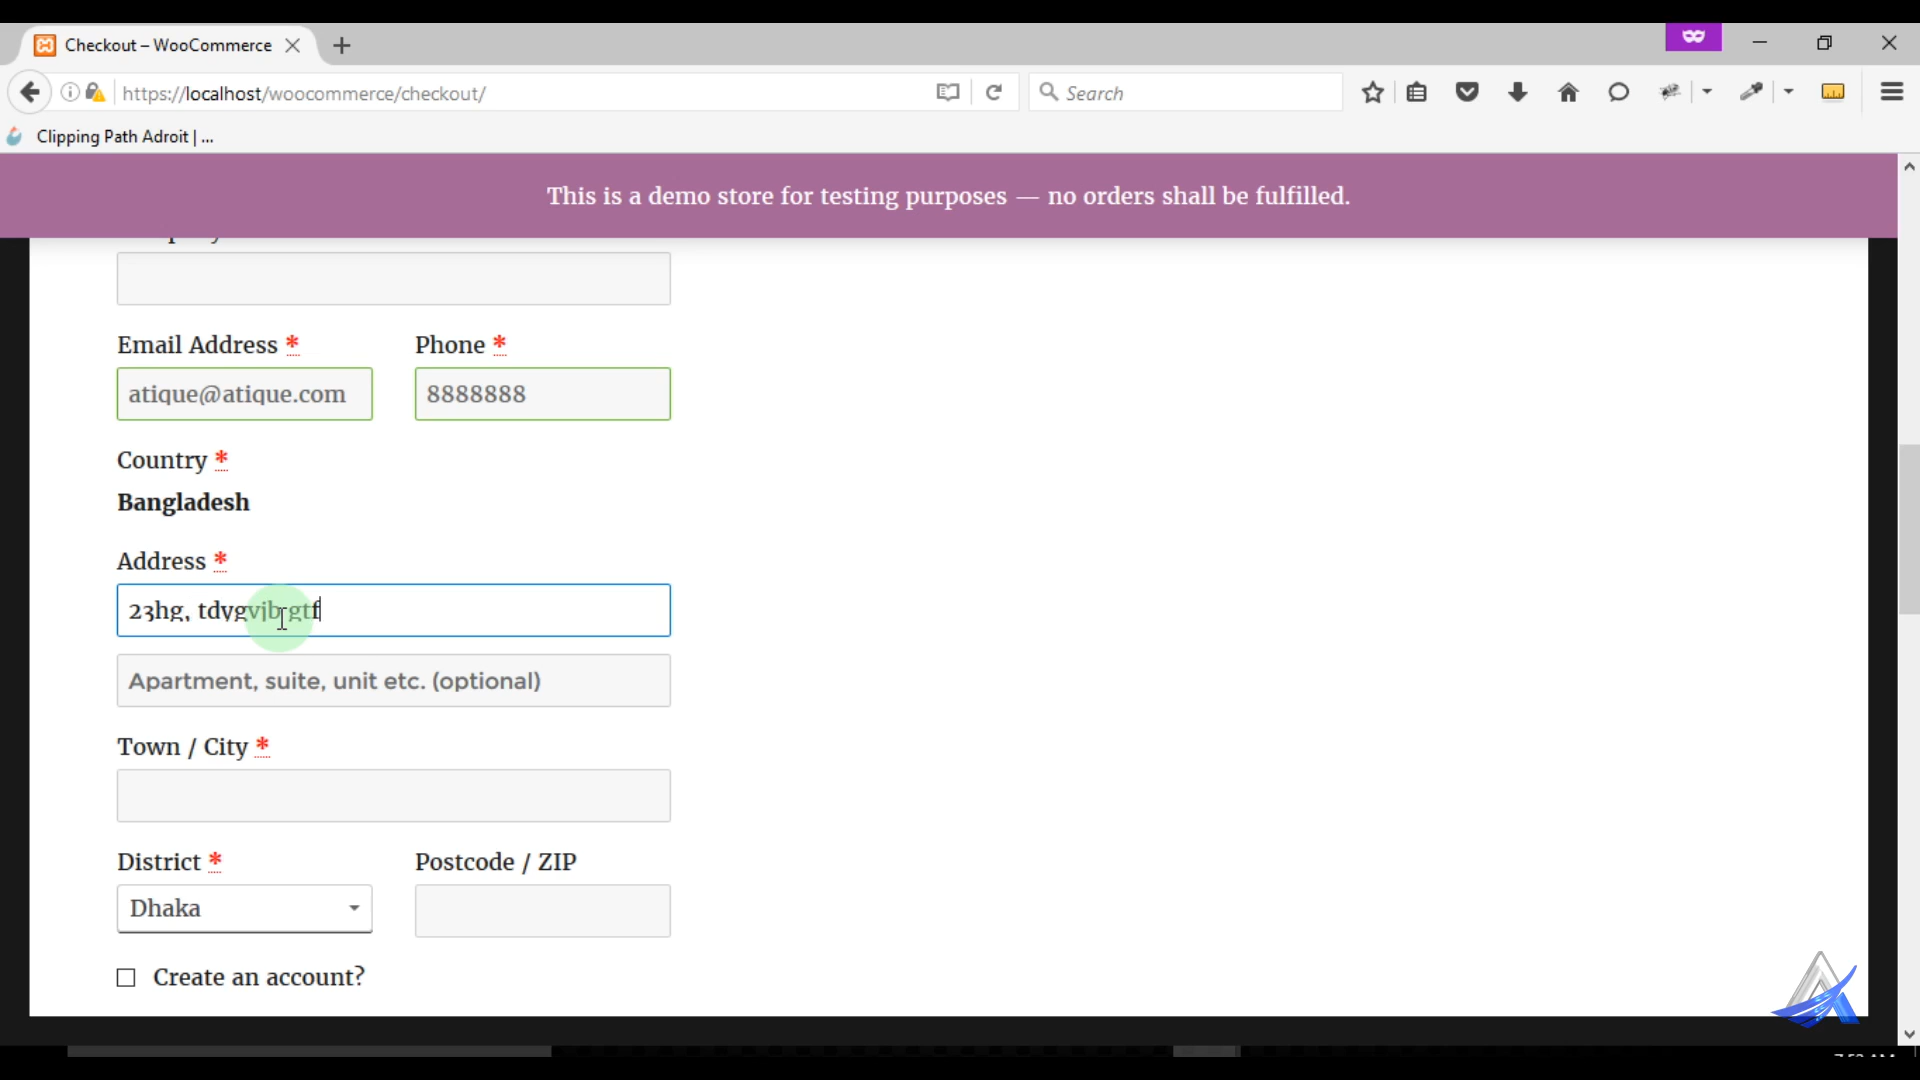 Checkout – WooCommerce
https://localhost/woocommerce/checkout/
Search
Clipping Path Adroit | ...
This is a demo store for testing purposes — no orders shall be fulfilled.
Email Address * Phone *
atique@atique.com 8888888
Country *
Bangladesh
Address *
23hg, tdygvjb gtf
Apartment, suite, unit etc. (optional)
Town / City *
District * Postcode / ZIP
Dhaka
Create an account?